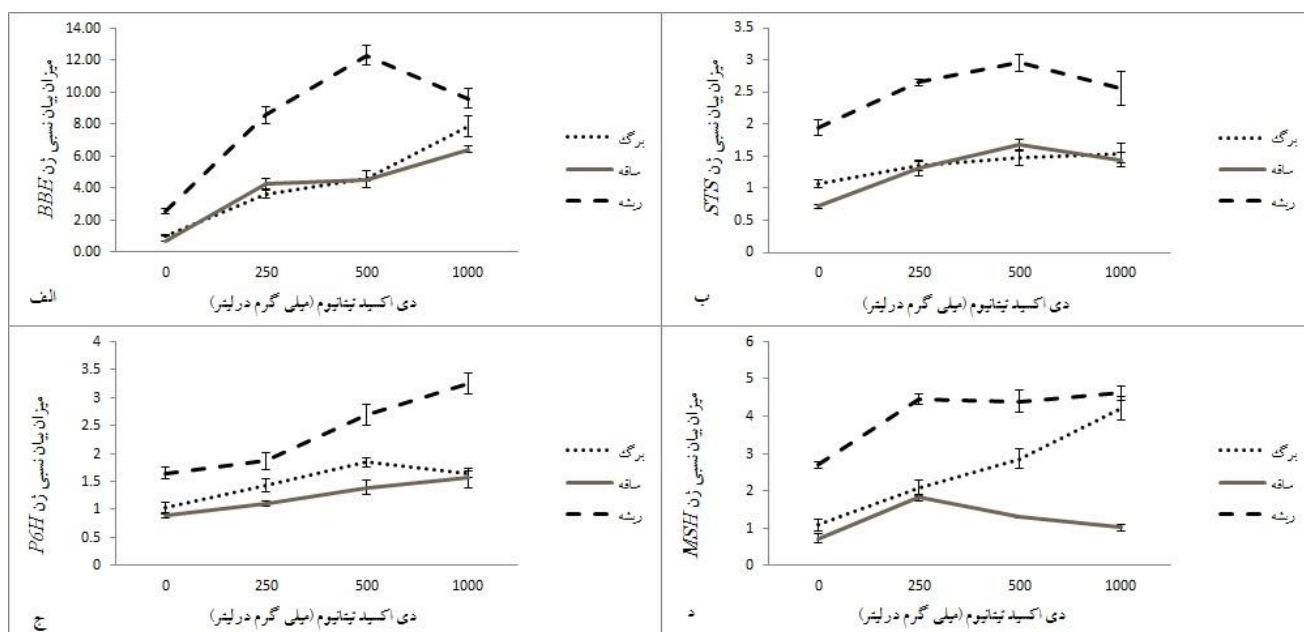 میزان بیان نسبی ژن BBE
14.00
12.00
10.00
8.00
6.00
4.00
2.00
0.00
0 250 500 1000
دی اکسید تیتانیوم (میلی گرم درلیتر)
برگ
ساقه
ریشه
الف
میزان بیان نسبی ژن STS
3.5
3
2.5
2
1.5
1
0.5
0
0 250 500 1000
دی اکسید تیتانیوم (میلی گرم درلیتر)
برگ
ساقه
ریشه
ب
میزان بیان نسبی ژن P6H
4
3.5
3
2.5
2
1.5
1
0.5
0
0 250 500 1000
دی اکسید تیتانیوم (میلی گرم درلیتر)
برگ
ساقه
ریشه
ج
میزان بیان نسبی ژن MSH
6
5
4
3
2
1
0
0 250 500 1000
دی اکسید تیتانیوم (میلی گرم درلیتر)
برگ
ساقه
ریشه
د